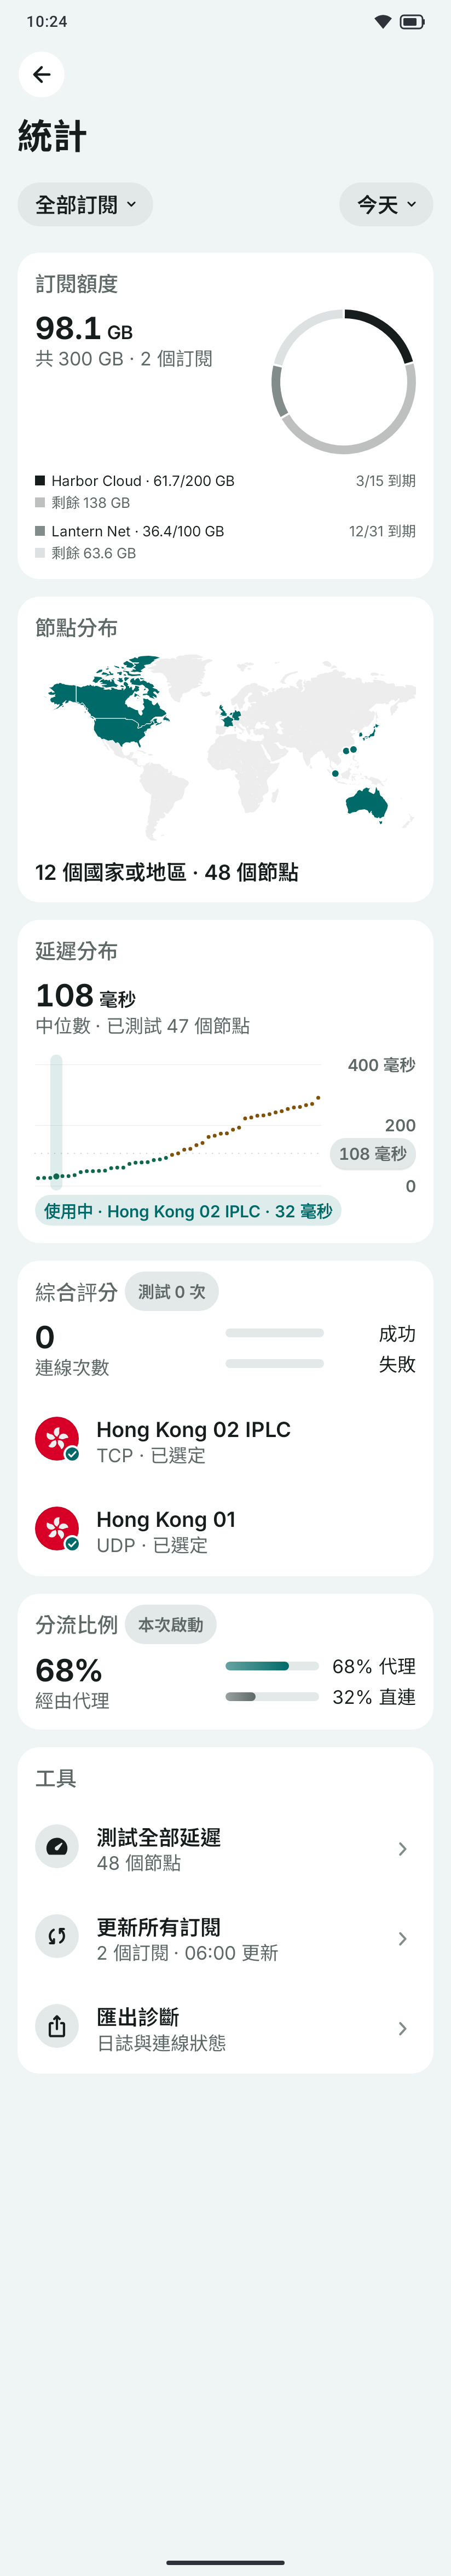 10:24
統計
全部訂閱
今天
訂閱額度
98.1 GB
共 300 GB · 2 個訂閱
Harbor Cloud · 61.7/200 GB
3/15 到期
剩餘 138 GB
Lantern Net · 36.4/100 GB
12/31 到期
剩餘 63.6 GB
節點分布
12 個國家或地區 · 48 個節點
延遲分布
108 毫秒
中位數 · 已測試 47 個節點
400 毫秒
200
108 毫秒
0
使用中 · Hong Kong 02 IPLC · 32 毫秒
綜合評分
測試 0 次
0
連線次數
成功
失敗
Hong Kong 02 IPLC
TCP · 已選定
Hong Kong 01
UDP · 已選定
分流比例
本次啟動
68%
經由代理
68% 代理
32% 直連
工具
測試全部延遲
48 個節點
更新所有訂閱
2 個訂閱 · 06:00 更新
匯出診斷
日誌與連線狀態